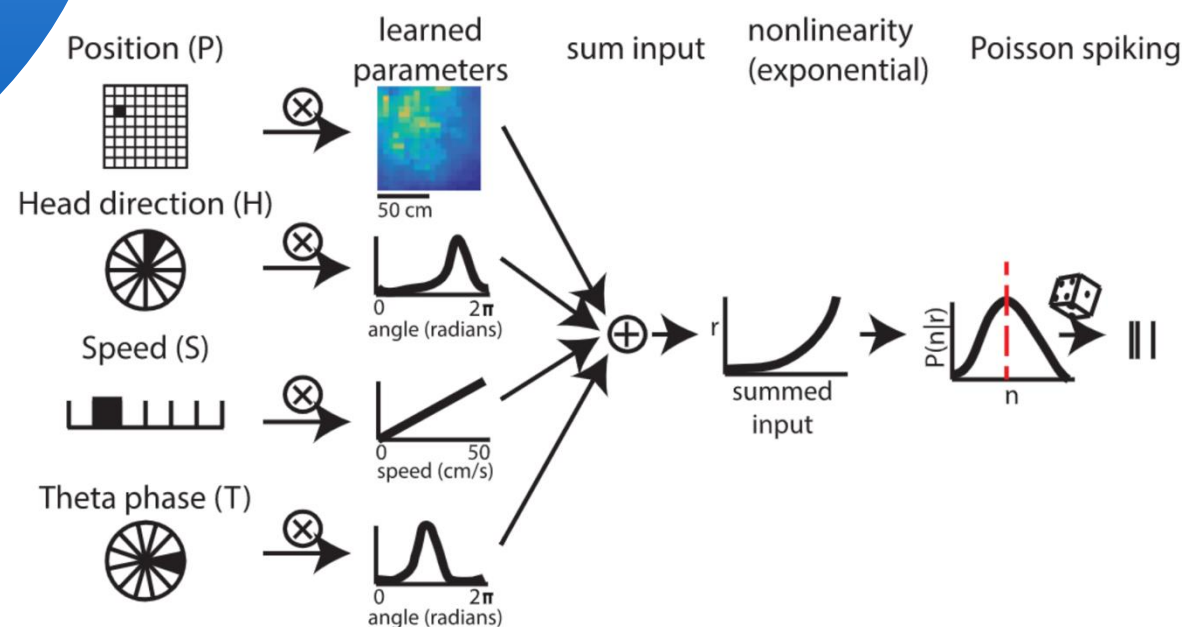 Position (P)
learned
parameters
sum input
nonlinearity
(exponential)
Poisson spiking
50 cm
Head direction (H)
0 2π
angle (radians)
Speed (S)
0 50
speed (cm/s)
Theta phase (T)
0 2π
angle (radians)
r
summed
input
P(n|r)
n